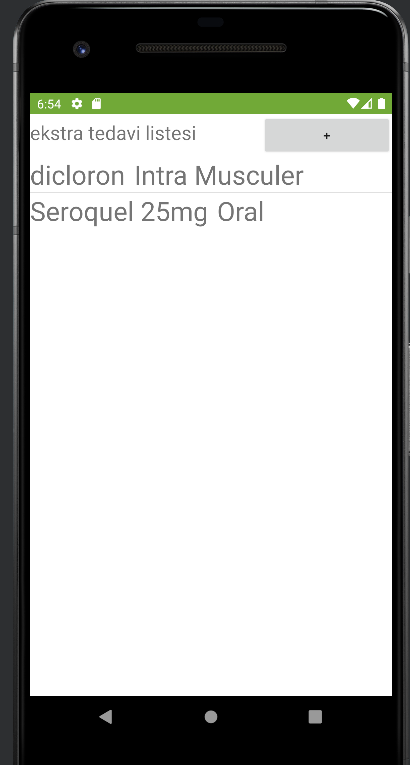 6:54
ekstra tedavi listesi +
dicloron Intra Musculer
Seroquel 25mg Oral